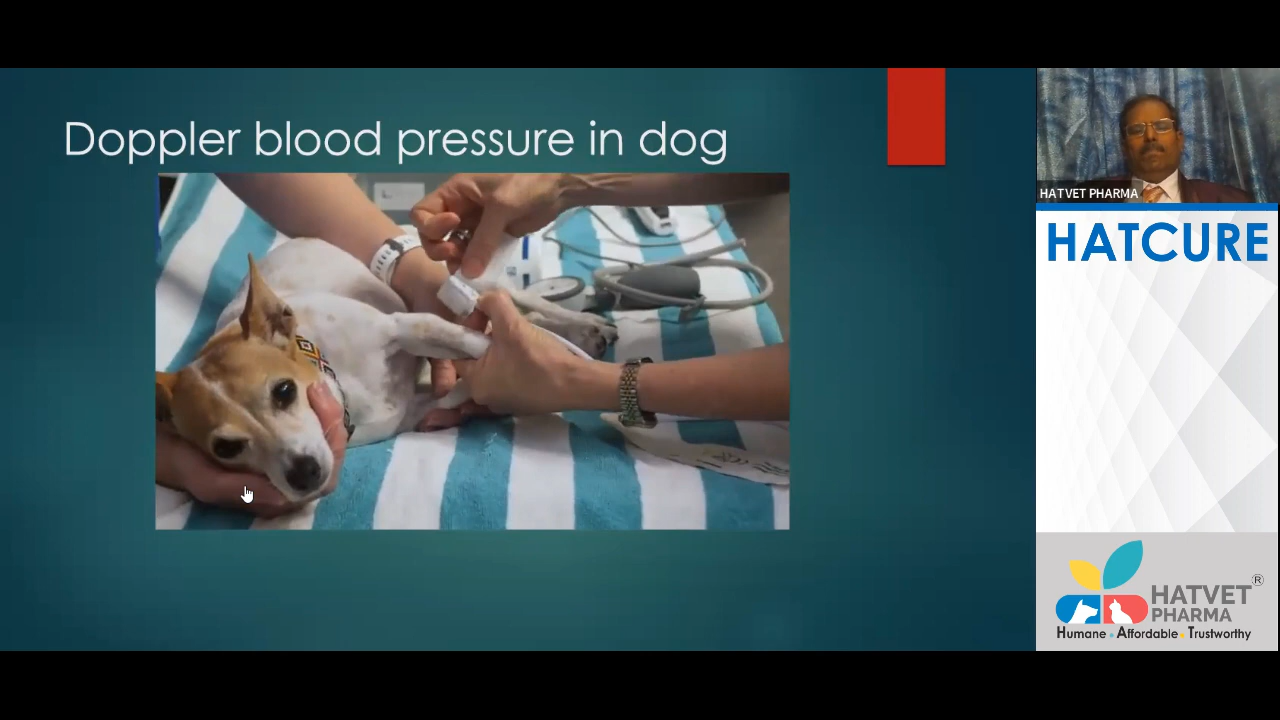 Doppler blood pressure in dog
HATVET PHARMA
HATCURE
HATVET®
PHARMA
Humane • Affordable • Trustworthy